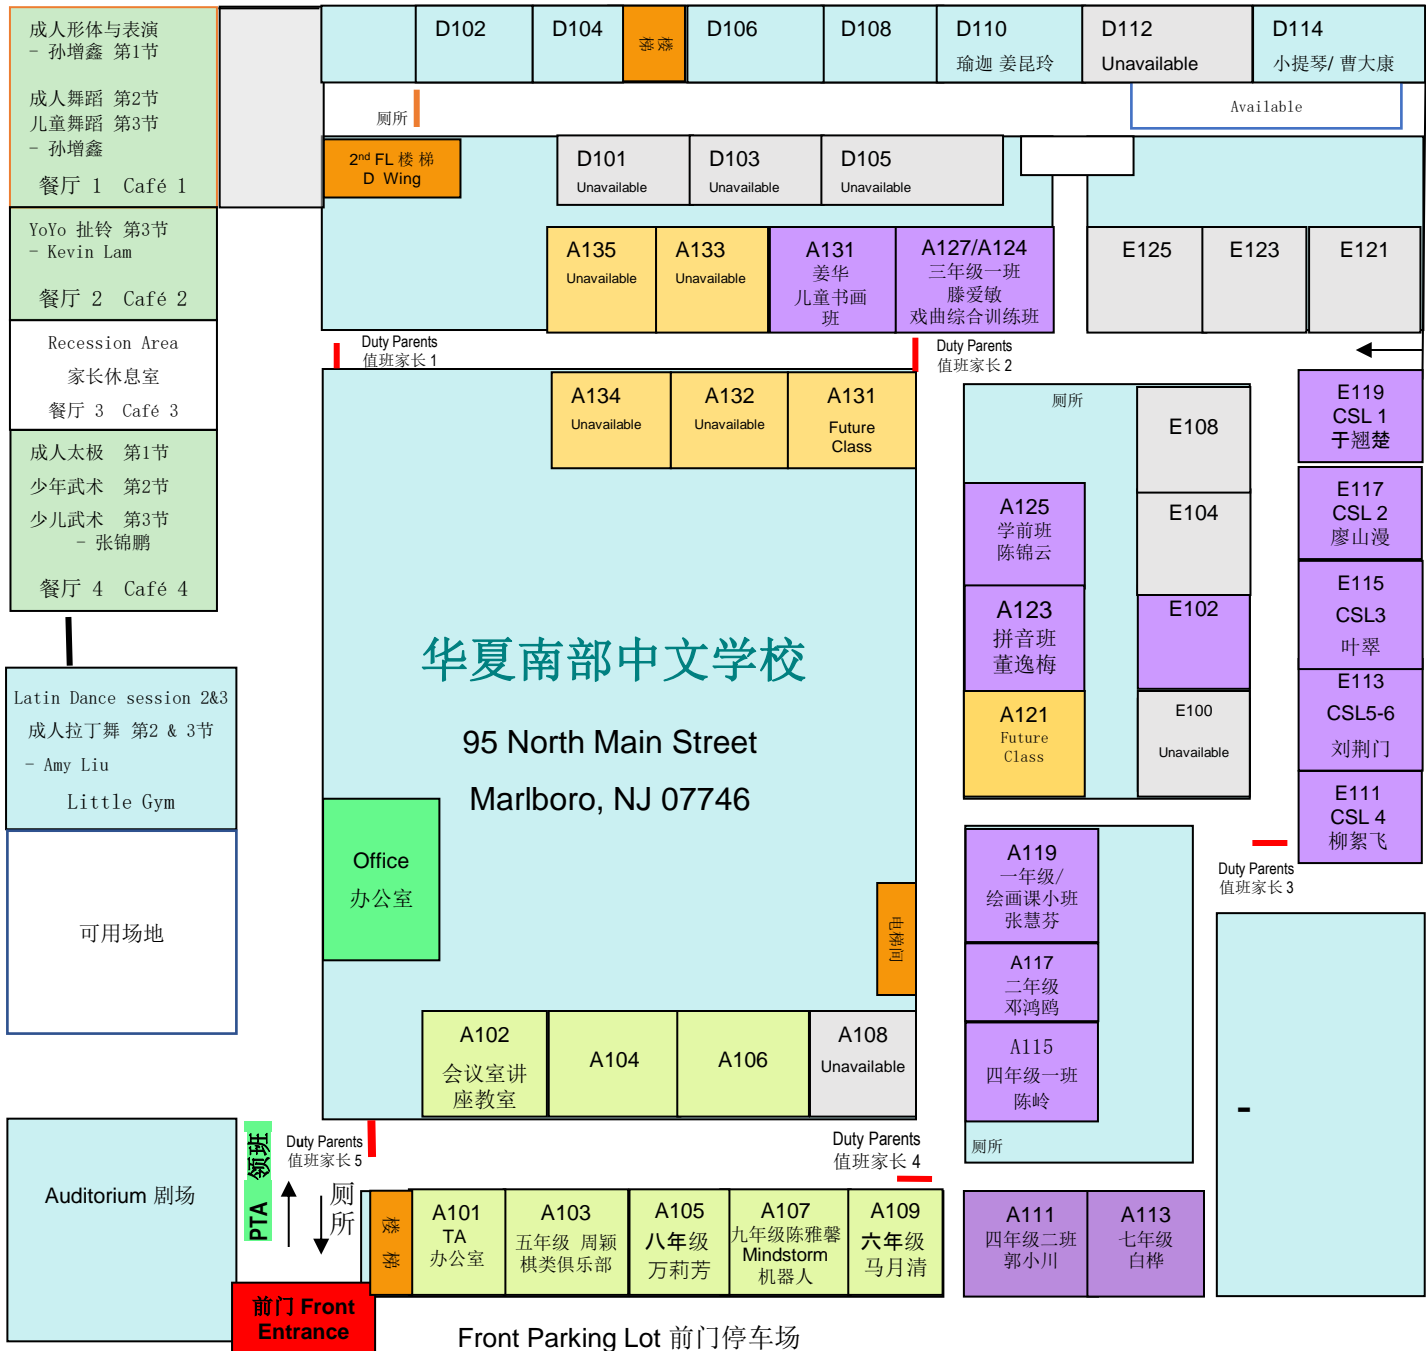 成人形体与表演
- 孙增鑫 第1节
成人舞蹈 第2节
儿童舞蹈 第3节
- 孙增鑫
餐厅 1 Café 1
D102
D104
楼梯
D106
D108
D110
瑜迦 姜昆玲
D112
Unavailable
D114
小提琴/ 曹大康
Available
厕所
2nd FL 楼 梯
D Wing
D101
Unavailable
D103
Unavailable
D105
Unavailable
YoYo 扯铃 第3节
- Kevin Lam
餐厅 2 Café 2
A135
Unavailable
A133
Unavailable
A131
姜华
儿童书画
班
A127/A124
三年级一班
滕爱敏
戏曲综合训练班
E125
E123
E121
Recession Area
家长休息室
餐厅 3 Café 3
Duty Parents
值班家长 1
Duty Parents
值班家长 2
成人太极 第1节
少年武术 第2节
少儿武术 第3节
- 张锦鹏
餐厅 4 Café 4
A134
Unavailable
A132
Unavailable
A131
Future
Class
厕所
E108
E104
E102
E100
Unavailable
E119
CSL 1
于翘楚
E117
CSL 2
廖山漫
E115
CSL3
叶翠
E113
CSL5-6
刘荆门
E111
CSL 4
柳絮飞
A125
学前班
陈锦云
A123
拼音班
董逸梅
A121
Future
Class
华夏南部中文学校
95 North Main Street
Marlboro, NJ 07746
Latin Dance session 2&3
成人拉丁舞 第2 & 3节
- Amy Liu
Little Gym
可用场地
Office
办公室
电梯间
A119
一年级/
绘画课小班
张慧芬
A117
二年级
邓鸿鸥
A115
四年级一班
陈岭
厕所
Duty Parents
值班家长 3
-
A102
会议室讲
座教室
A104
A106
A108
Unavailable
Auditorium 剧场
PTA 领班
Duty Parents
值班家长 5
厕所
Duty Parents
值班家长 4
楼梯
A101
TA
办公室
A103
五年级 周颖
棋类俱乐部
A105
八年级
万莉芳
A107
九年级陈雅馨
Mindstorm
机器人
A109
六年级
马月清
A111
四年级二班
郭小川
A113
七年级
白桦
前门 Front
Entrance
Front Parking Lot 前门停车场